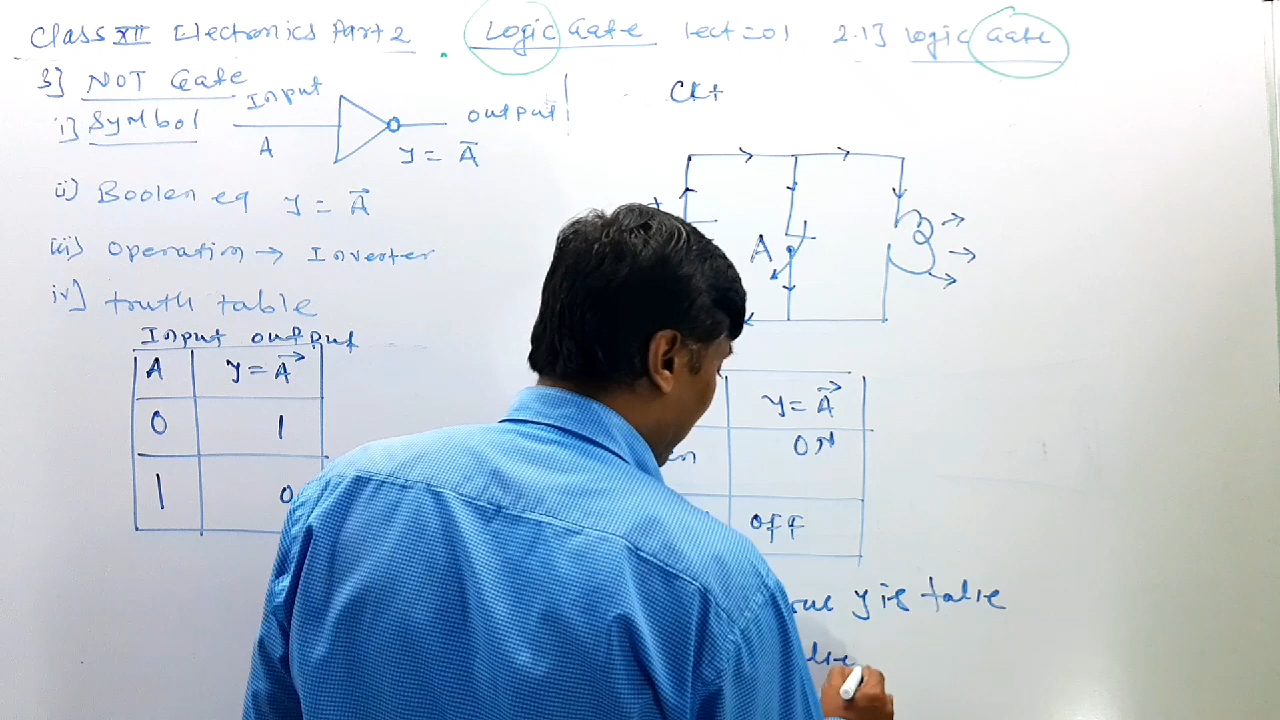 Class XII Electronics Part 2 . Logic Gate lect=01 2.13 logic Gate
3] NOT Gate
i] Symbol
Input
A
output
y = A̅
ii) Boolen eq y = A⃗
iii) operation → Inverter
iv] truth table
Input output
A y = A⃗
0 1
1 0
CKt
+
A
y = A⃗
ON
OFF
y is false